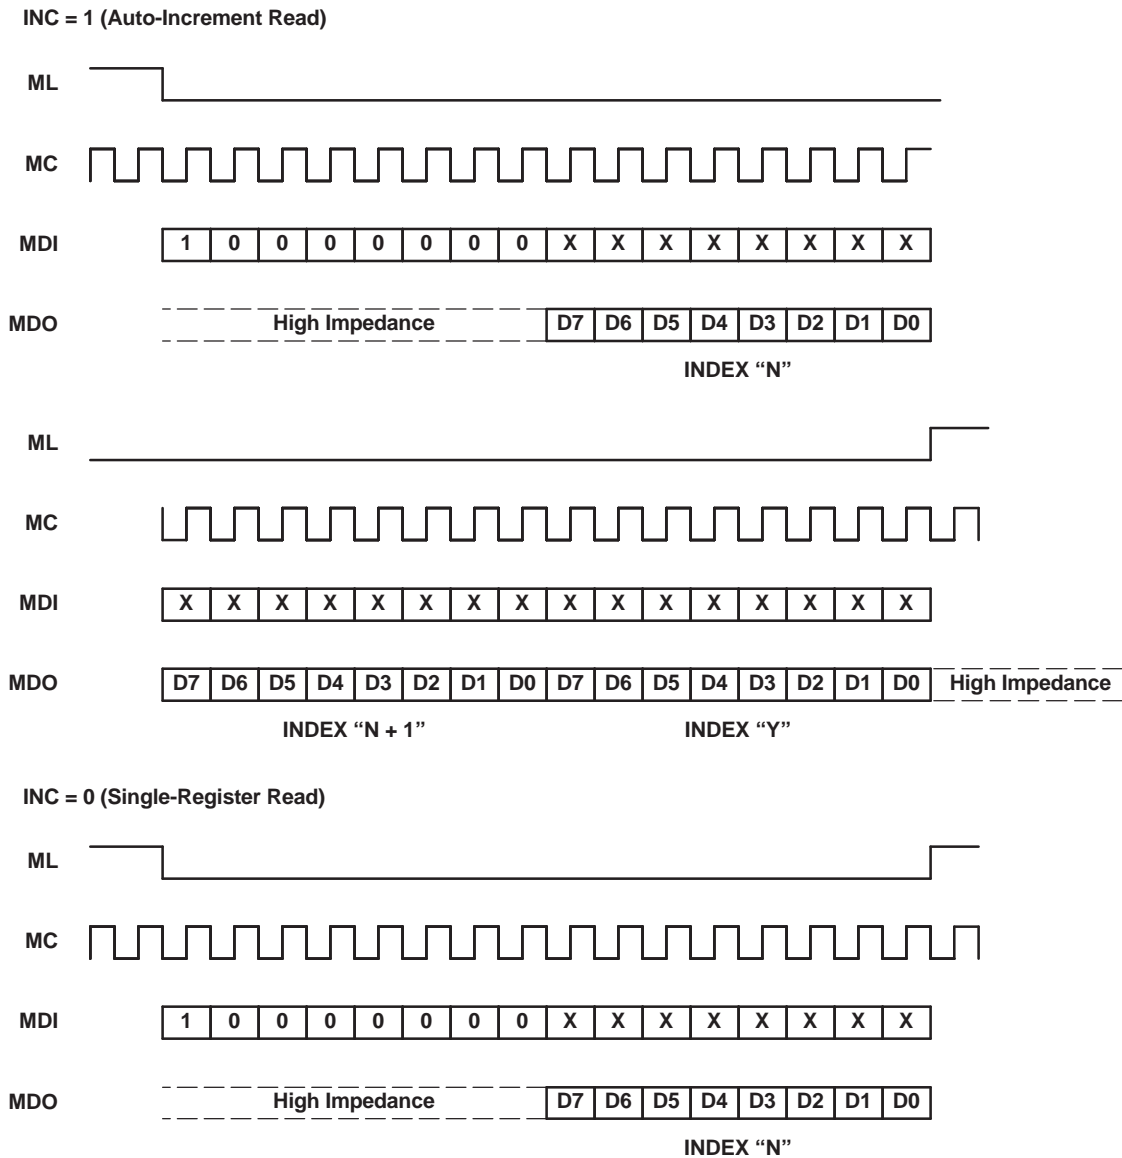 INC = 1 (Auto-Increment Read)
ML
MC
MDI 1 0 0 0 0 0 0 0 X X X X X X X X
MDO High Impedance D7 D6 D5 D4 D3 D2 D1 D0
INDEX “N”
ML
MC
MDI X X X X X X X X X X X X X X X X
MDO D7 D6 D5 D4 D3 D2 D1 D0 D7 D6 D5 D4 D3 D2 D1 D0 High Impedance
INDEX “N + 1” INDEX “Y”
INC = 0 (Single-Register Read)
ML
MC
MDI 1 0 0 0 0 0 0 0 X X X X X X X X
MDO High Impedance D7 D6 D5 D4 D3 D2 D1 D0
INDEX “N”